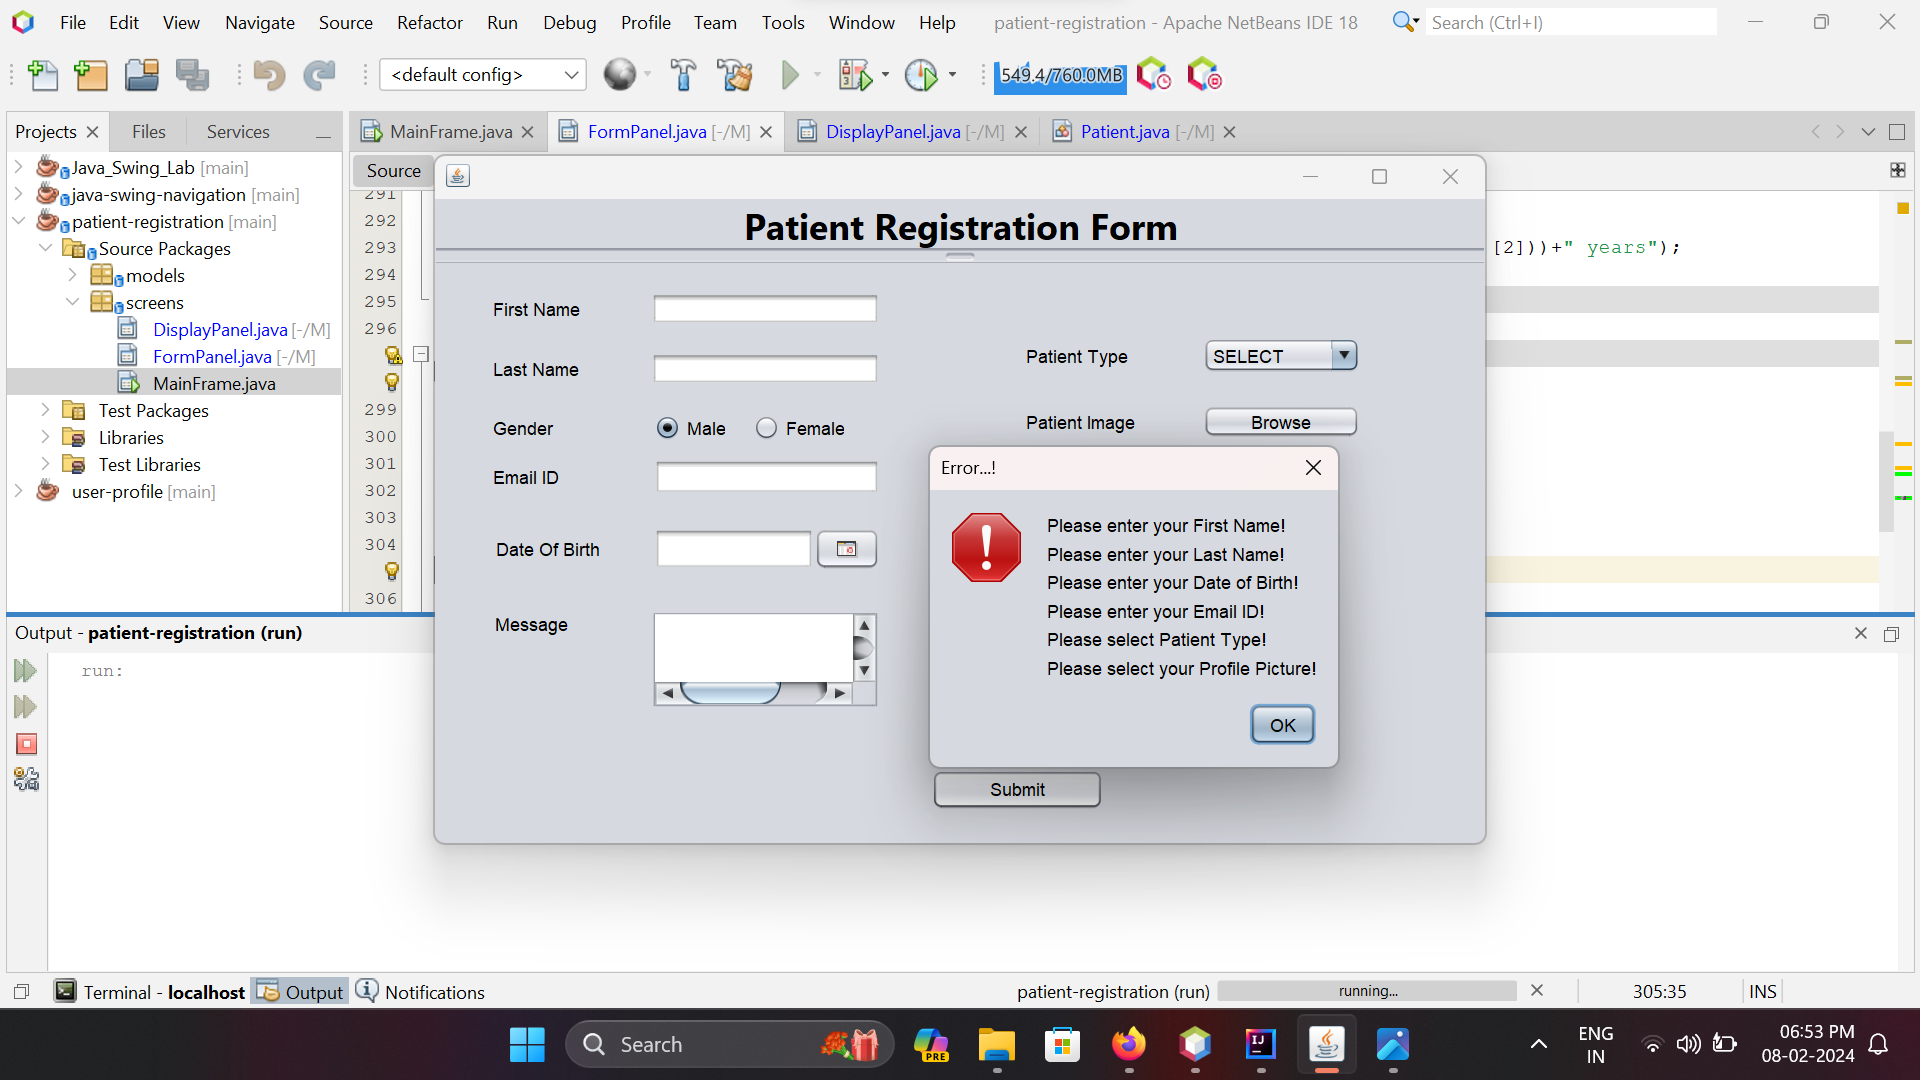 File Edit View Navigate Source Refactor Run Debug Profile Team Tools Window Help patient-registration - Apache NetBeans IDE 18 Search (Ctrl+I)
<default config> 549.4/760.0MB
Projects Files Services MainFrame.java FormPanel.java [-/M] DisplayPanel.java [-/M] Patient.java [-/M]
Java_Swing_Lab [main]
java-swing-navigation [main]
patient-registration [main]
Source Packages
models
screens
DisplayPanel.java [-/M]
FormPanel.java [-/M]
MainFrame.java
Test Packages
Libraries
Test Libraries
user-profile [main]
Source
291
292
293
[2]))+" years");
294
295
296
299
300
301
302
303
304
306
Patient Registration Form
First Name
Last Name
Gender Male Female
Email ID
Date Of Birth
Message
Patient Type SELECT
Patient Image Browse
Error...!
Please enter your First Name!
Please enter your Last Name!
Please enter your Date of Birth!
Please enter your Email ID!
Please select Patient Type!
Please select your Profile Picture!
OK
Submit
Output - patient-registration (run)
run:
Terminal - localhost Output Notifications patient-registration (run) running... 305:35 INS
Search PRE IJ ENG IN 06:53 PM
08-02-2024